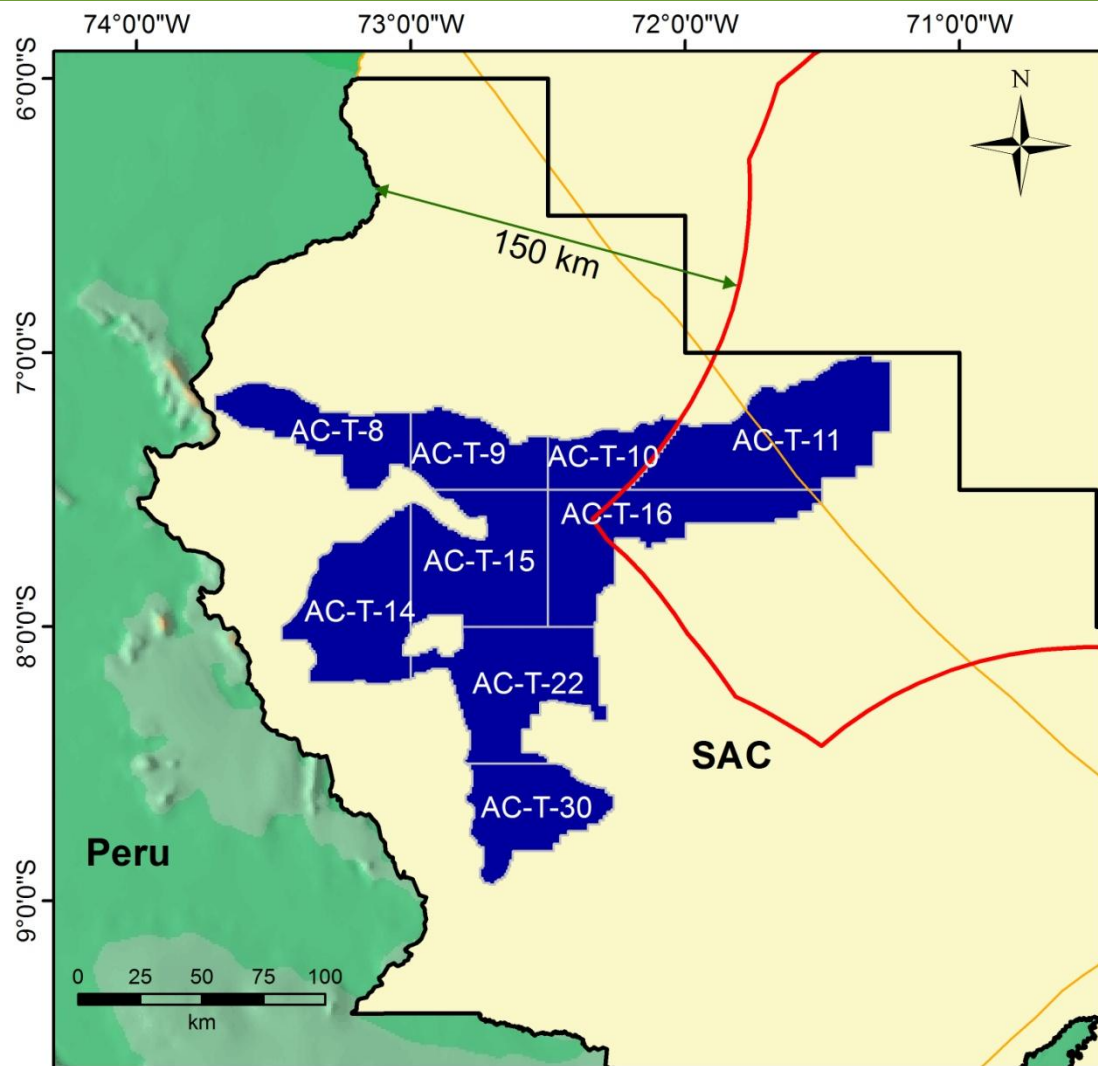 74°0'0"W 73°0'0"W 72°0'0"W 71°0'0"W
6°0'0"S
N
150 km
7°0'0"S
AC-T-8
AC-T-9
AC-T-10
AC-T-11
AC-T-16
AC-T-15
AC-T-14
8°0'0"S
AC-T-22
SAC
AC-T-30
Peru
9°0'0"S
0 25 50 75 100
km